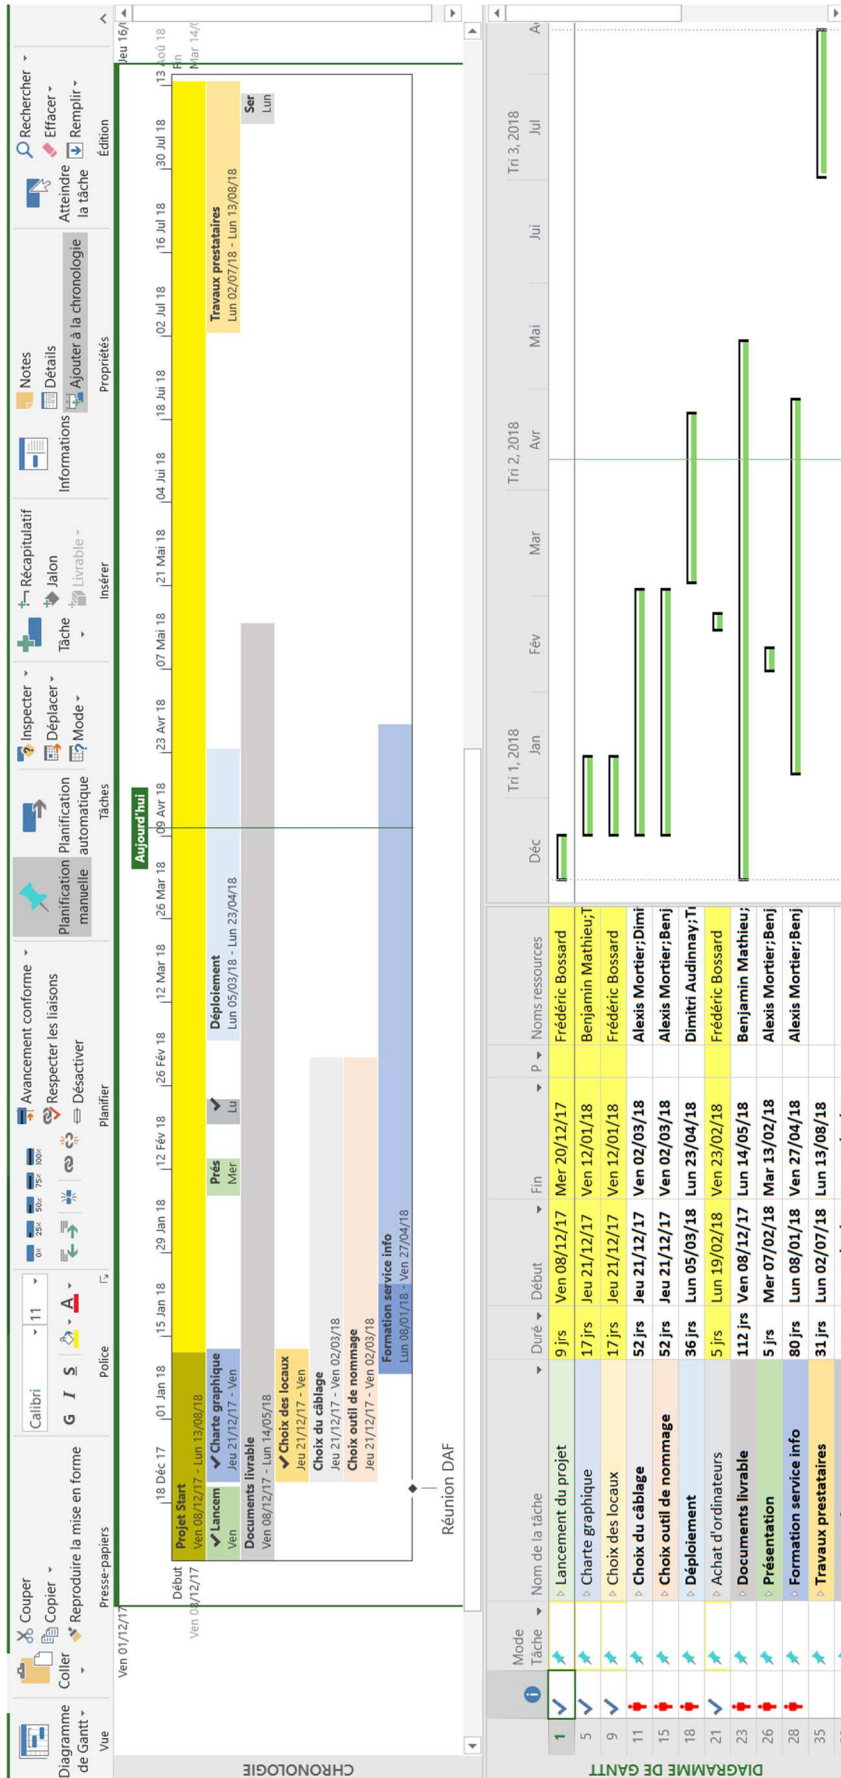 Diagramme de Gantt
Vue
Coller
Couper
Copier
Reproduire la mise en forme
Presse-papiers
Calibri
11
G I S
A
Police
0% 25% 50% 75% 100%
Avancement conforme
Respecter les liaisons
Désactiver
Planifier
Planification manuelle
Planification automatique
Inspecter
Déplacer
Mode
Tâches
Tâche
Récapitulatif
Jalon
Livrable
Insérer
Informations
Notes
Détails
Ajouter à la chronologie
Propriétés
Atteindre la tâche
Rechercher
Effacer
Remplir
Édition
CHRONOLOGIE
Ven 01/12/17
Jeu 16/
Aujourd'hui
18 Déc 17
01 Jan 18
15 Jan 18
29 Jan 18
12 Fév 18
26 Fév 18
12 Mar 18
26 Mar 18
09 Avr 18
23 Avr 18
07 Mai 18
21 Mai 18
04 Jui 18
18 Jui 18
02 Jul 18
16 Jul 18
30 Jul 18
13 Aoû 18
Début
Ven 08/12/17
Fin
Mar 14/
Projet Start
Ven 08/12/17 - Lun 13/08/18
Lancem
Ven
Charte graphique
Jeu 21/12/17 - Ven
Prés
Mer
Lu
Déploiement
Lun 05/03/18 - Lun 23/04/18
Travaux prestataires
Lun 02/07/18 - Lun 13/08/18
Documents livrable
Ven 08/12/17 - Lun 14/05/18
Ser
Lun
Choix des locaux
Jeu 21/12/17 - Ven
Choix du câblage
Jeu 21/12/17 - Ven 02/03/18
Choix outil de nommage
Jeu 21/12/17 - Ven 02/03/18
Formation service info
Lun 08/01/18 - Ven 27/04/18
Réunion DAF
DIAGRAMME DE GANTT
Mode Tâche Nom de la tâche Duré Début Fin P Noms ressources
1 Lancement du projet 9 jrs Ven 08/12/17 Mer 20/12/17 Frédéric Bossard
5 Charte graphique 17 jrs Jeu 21/12/17 Ven 12/01/18 Benjamin Mathieu;T
9 Choix des locaux 17 jrs Jeu 21/12/17 Ven 12/01/18 Frédéric Bossard
11 Choix du câblage 52 jrs Jeu 21/12/17 Ven 02/03/18 Alexis Mortier;Dimi
15 Choix outil de nommage 52 jrs Jeu 21/12/17 Ven 02/03/18 Alexis Mortier;Benj
18 Déploiement 36 jrs Lun 05/03/18 Lun 23/04/18 Dimitri Audinnay;T
21 Achat d'ordinateurs 5 jrs Lun 19/02/18 Ven 23/02/18 Frédéric Bossard
23 Documents livrable 112 jrs Ven 08/12/17 Lun 14/05/18 Benjamin Mathieu;
26 Présentation 5 jrs Mer 07/02/18 Mar 13/02/18 Alexis Mortier;Benj
28 Formation service info 80 jrs Lun 08/01/18 Ven 27/04/18 Alexis Mortier;Benj
35 Travaux prestataires 31 jrs Lun 02/07/18 Lun 13/08/18
Tri 1, 2018
Tri 2, 2018
Tri 3, 2018
Déc Jan Fév Mar Avr Mai Jui Jul A